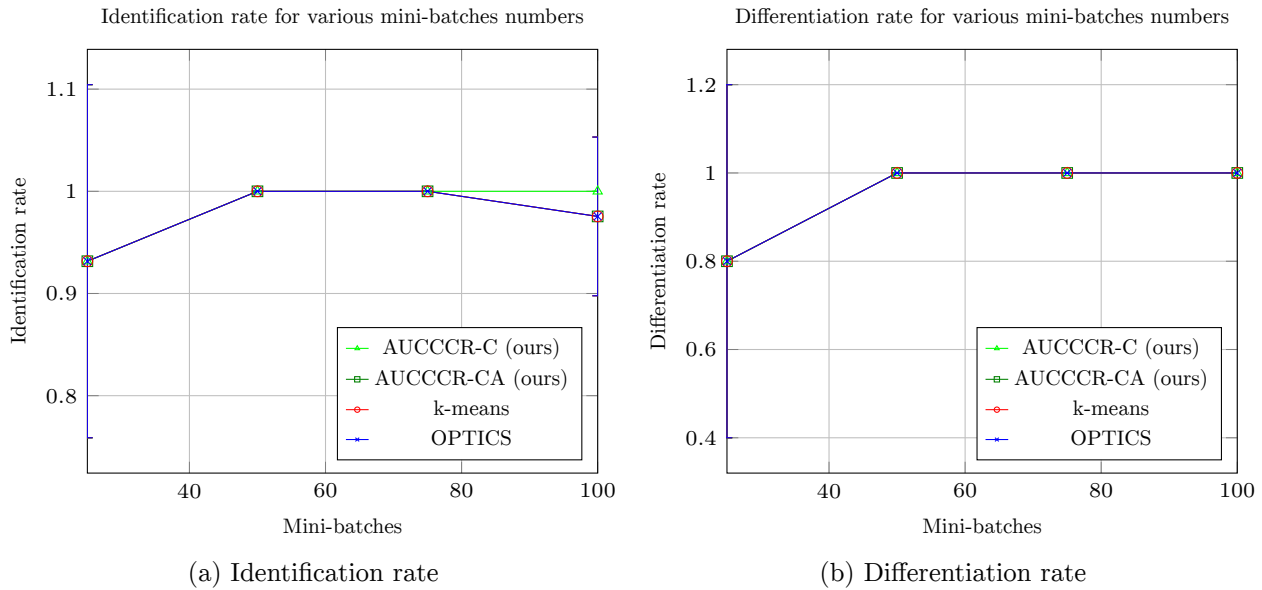 Identification rate for various mini-batches numbers
1.1
1
0.9
0.8
Identification rate
AUCCCR-C (ours)
AUCCCR-CA (ours)
k-means
OPTICS
40
60
80
100
Mini-batches
(a) Identification rate
Differentiation rate for various mini-batches numbers
1.2
1
0.8
0.6
0.4
Differentiation rate
AUCCCR-C (ours)
AUCCCR-CA (ours)
k-means
OPTICS
40
60
80
100
Mini-batches
(b) Differentiation rate